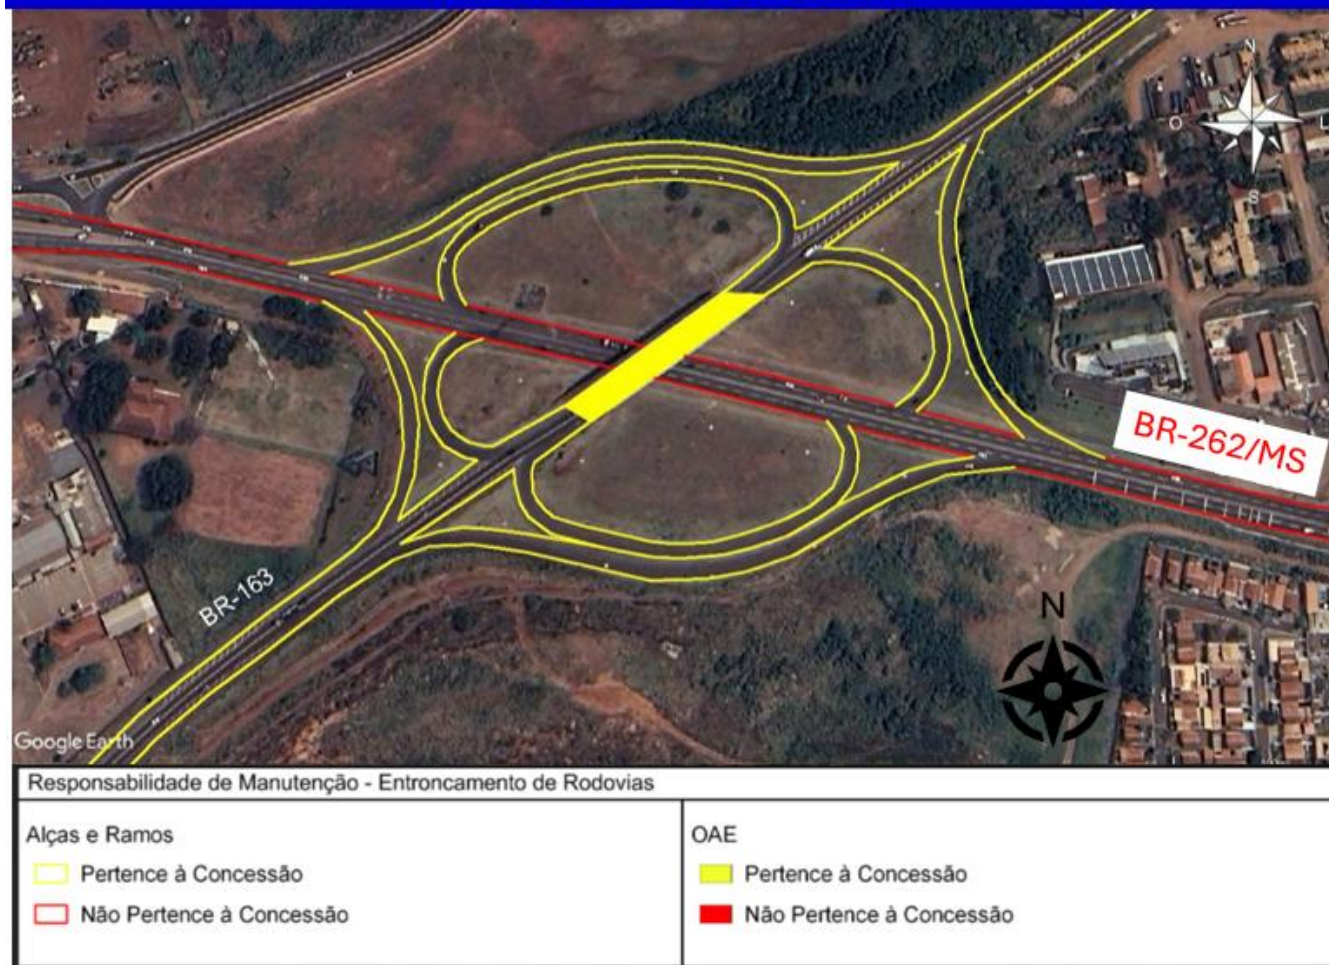 N
O
L
S
BR-262/MS
BR-163
N
Google Earth
Responsabilidade de Manutenção - Entroncamento de Rodovias
Alças e Ramos
Pertence à Concessão
Não Pertence à Concessão
OAE
Pertence à Concessão
Não Pertence à Concessão